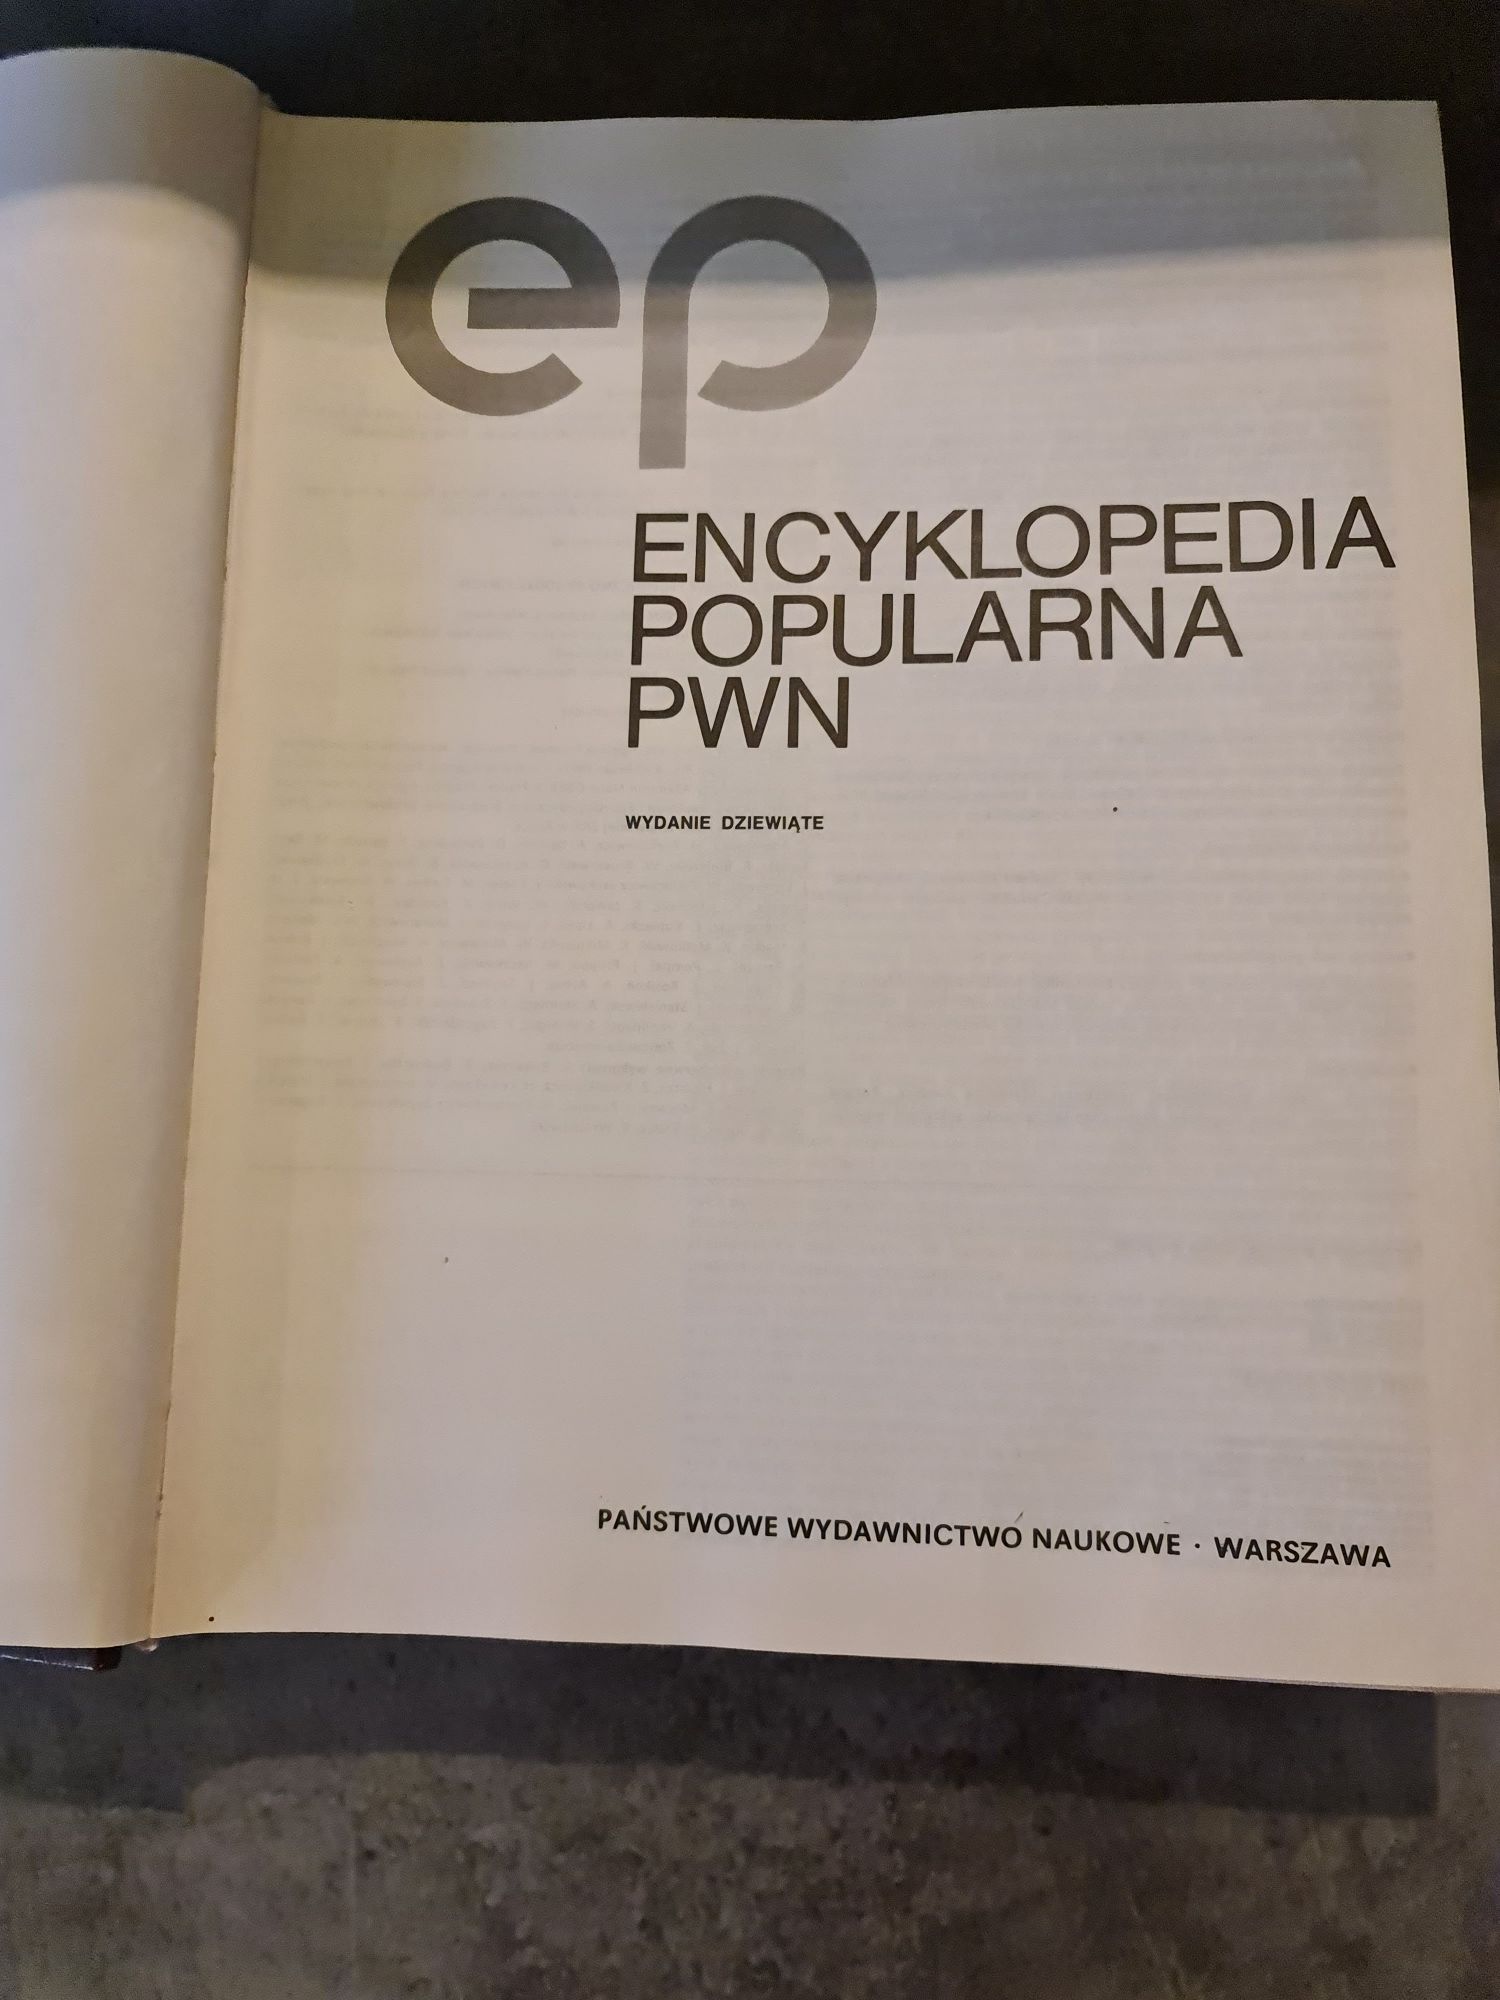 ep
ENCYKLOPEDIA
POPULARNA
PWN
WYDANIE DZIEWIĄTE
PAŃSTWOWE WYDAWNICTWO NAUKOWE · WARSZAWA